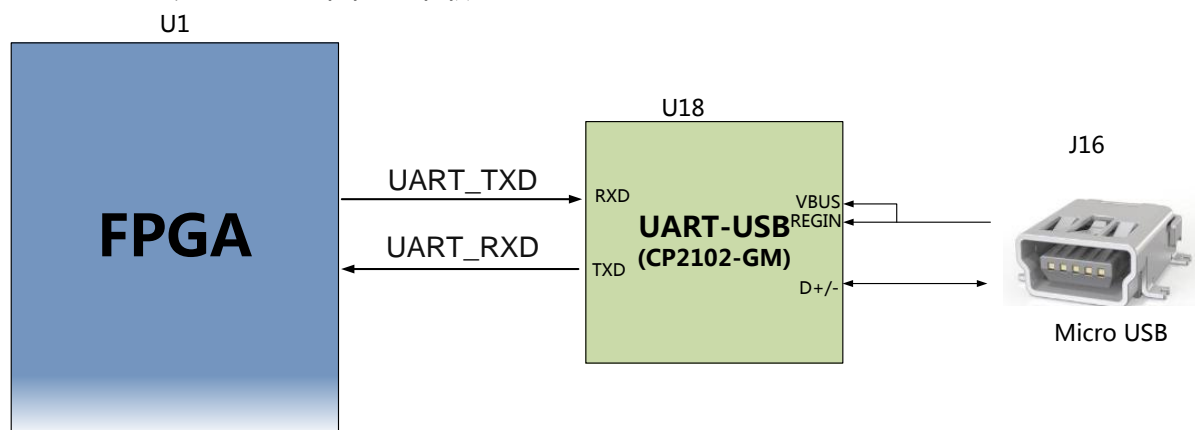 U1
FPGA
UART_TXD
UART_RXD
U18
RXD
TXD
UART-USB
(CP2102-GM)
VBUS
REGIN
D+/-
J16
Micro USB